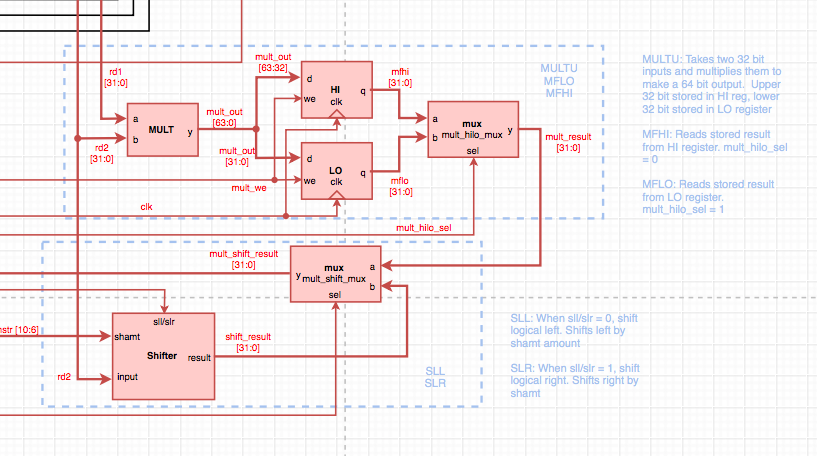 rd1
[31:0]
a
b
MULT
y
rd2
[31:0]
mult_out
[63:0]
mult_out
[63:32]
mult_out
[31:0]
d
we
HI
clk
q
d
we
LO
clk
q
mfhi
[31:0]
mflo
[31:0]
a
b
mux
mult_hilo_mux
sel
y
mult_result
[31:0]
MULTU
MFLO
MFHI
mult_we
clk
mult_hilo_sel
MULTU: Takes two 32 bit
inputs and multiplies them to
make a 64 bit output. Upper
32 bit stored in HI reg, lower
32 bit stored in LO register
MFHI: Reads stored result
from HI register. mult_hilo_sel
= 0
MFLO: Reads stored result
from LO register.
mult_hilo_sel = 1
mult_shift_result
[31:0]
y
mux
mult_shift_mux
sel
a
b
nstr [10:6]
sll/slr
shamt
Shifter
result
input
rd2
shift_result
[31:0]
SLL
SLR
SLL: When sll/slr = 0, shift
logical left. Shifts left by
shamt amount
SLR: When sll/slr = 1, shift
logical right. Shifts right by
shamt